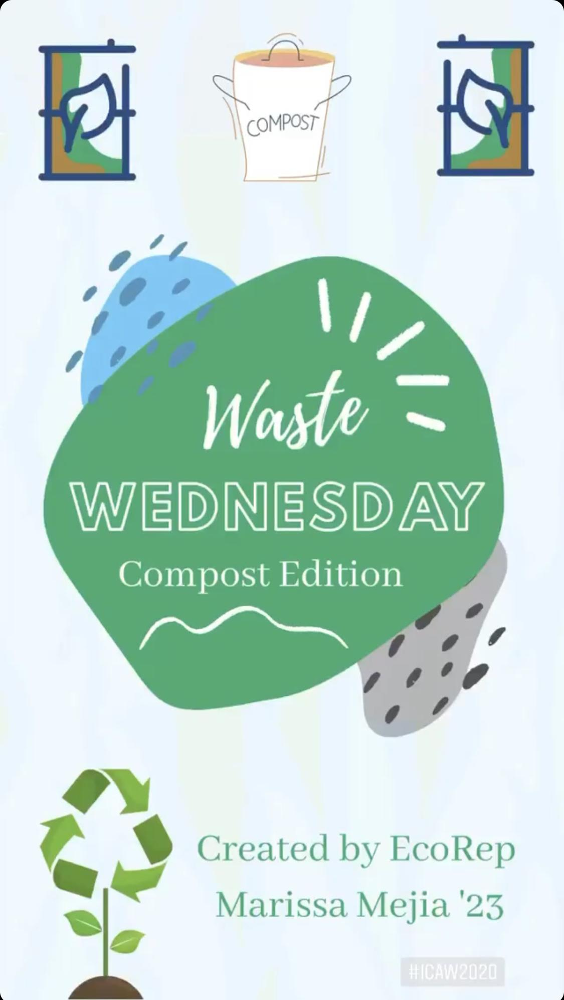 COMPOST
Waste
WEDNESDAY
Compost Edition
Created by EcoRep
Marissa Mejia '23
#ICAW2020